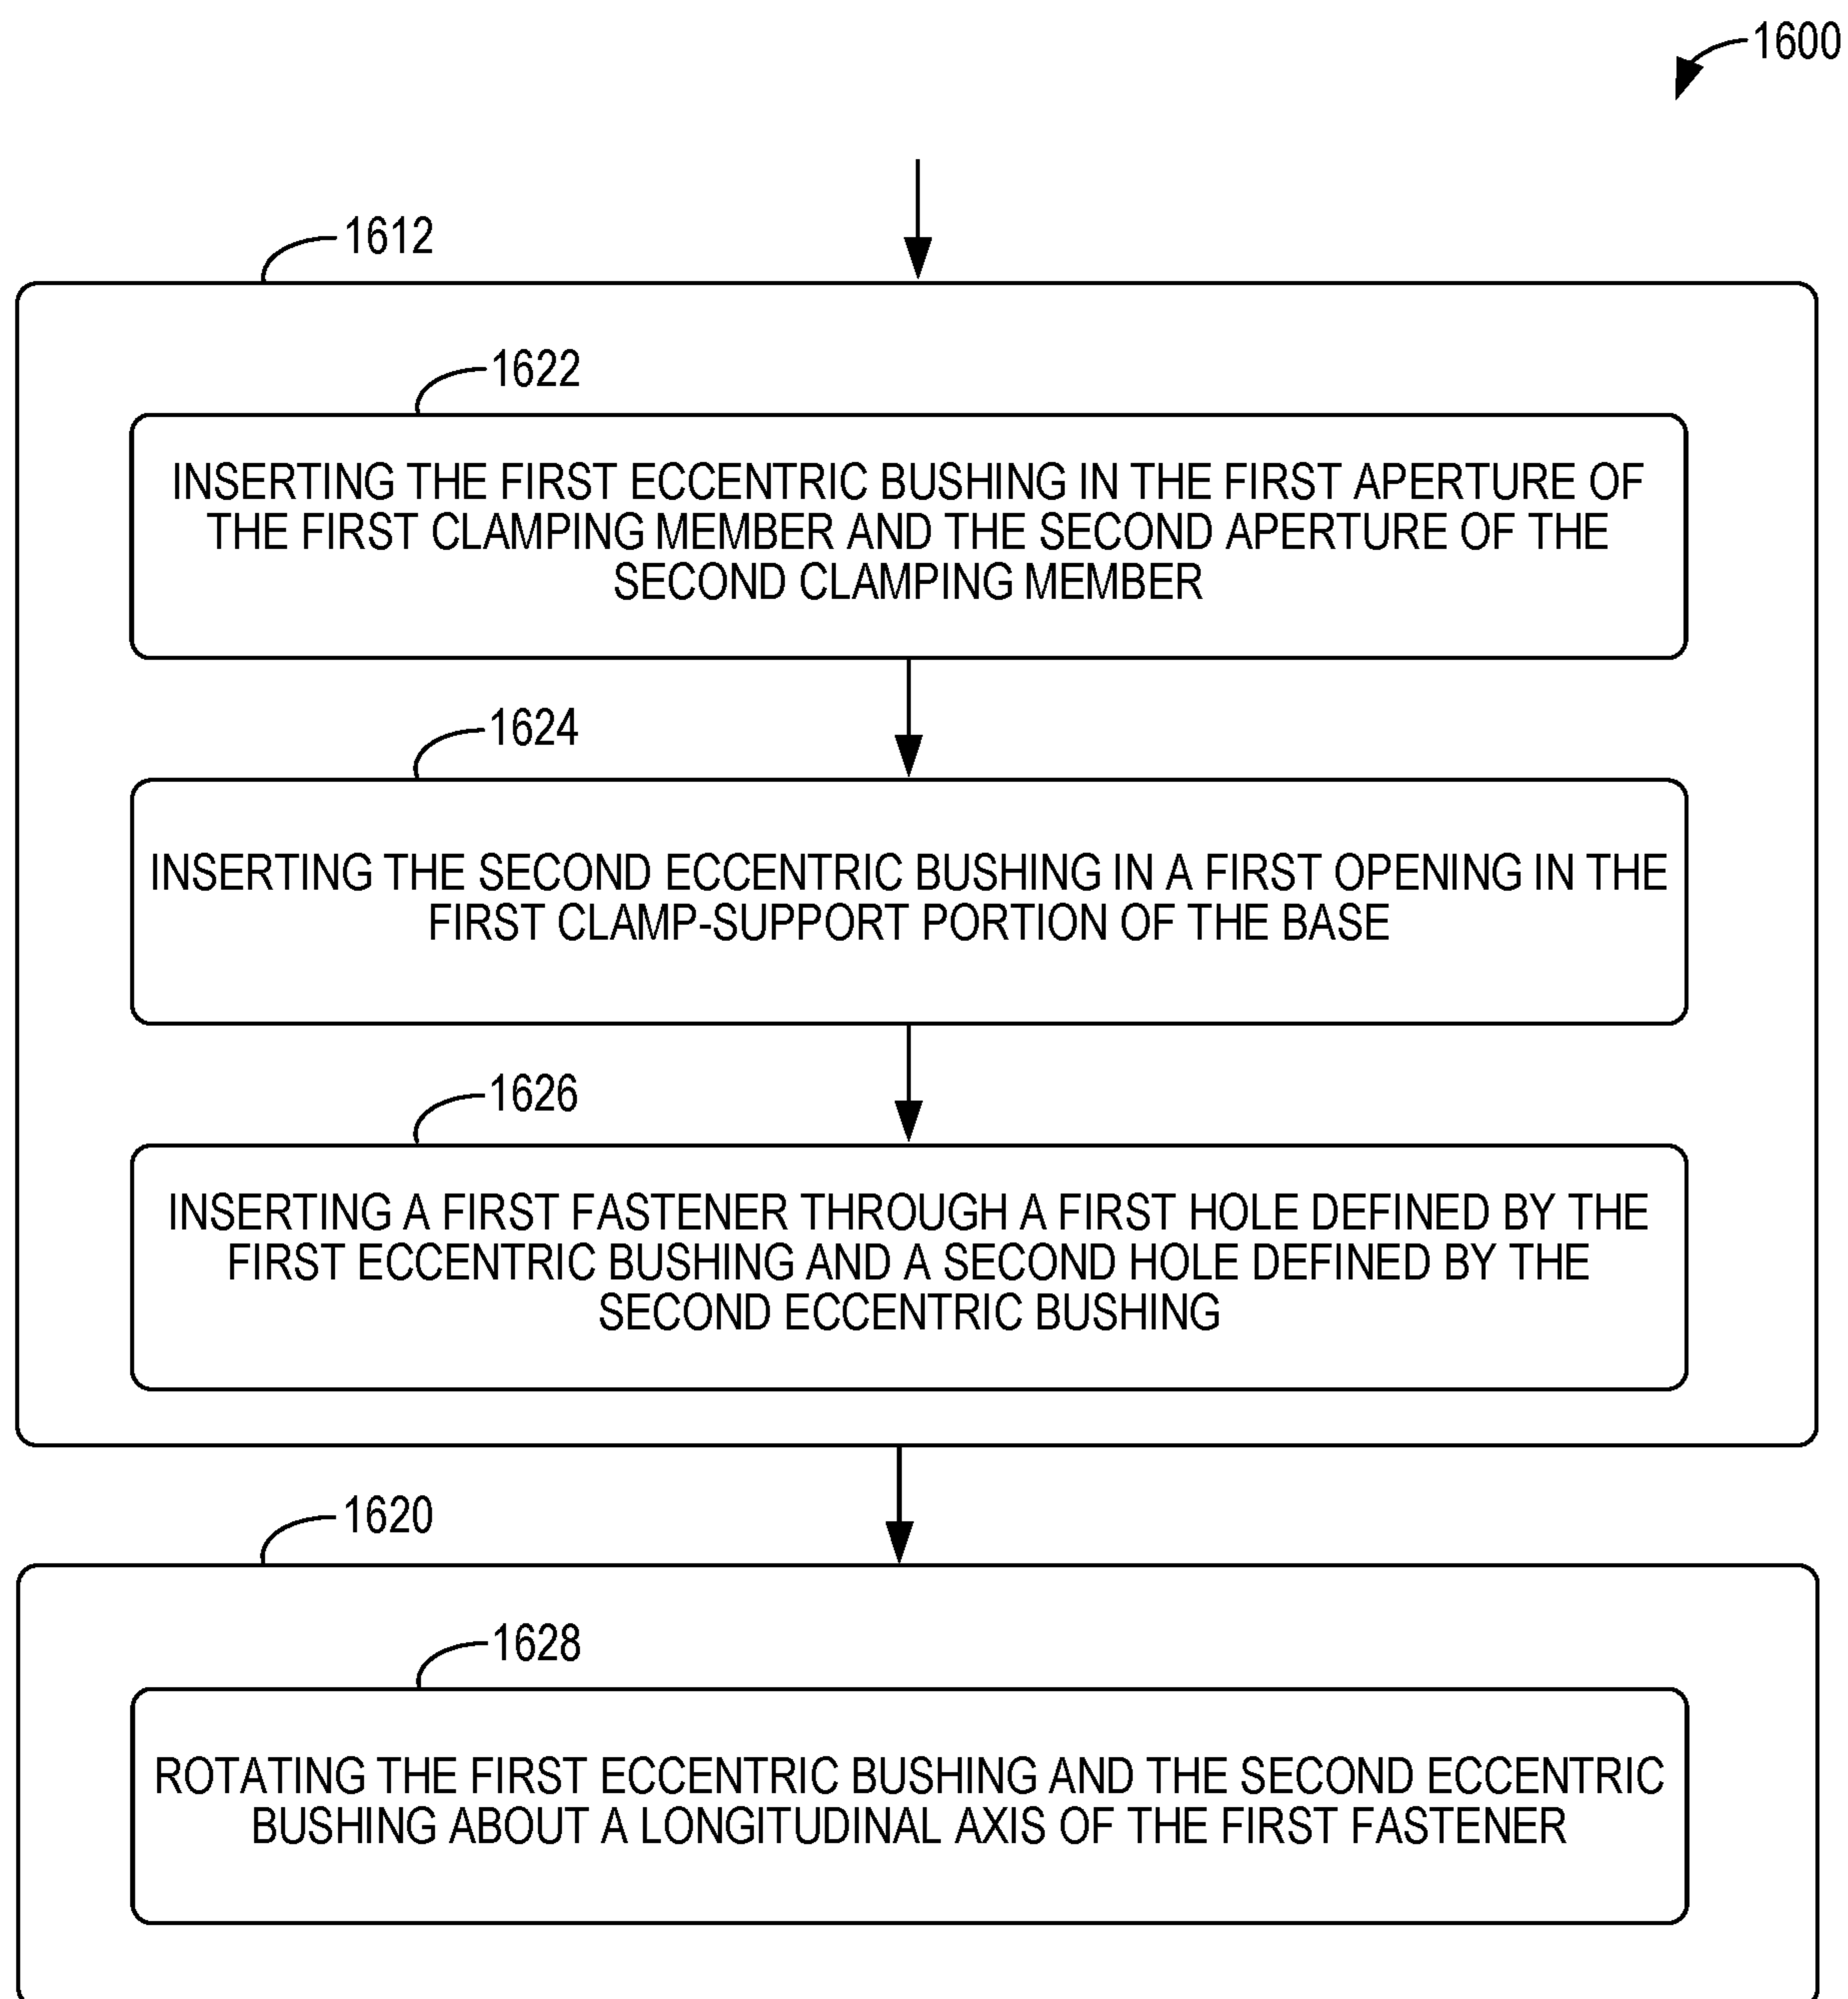 1600
1612
1622
INSERTING THE FIRST ECCENTRIC BUSHING IN THE FIRST APERTURE OF
THE FIRST CLAMPING MEMBER AND THE SECOND APERTURE OF THE
SECOND CLAMPING MEMBER
1624
INSERTING THE SECOND ECCENTRIC BUSHING IN A FIRST OPENING IN THE
FIRST CLAMP-SUPPORT PORTION OF THE BASE
1626
INSERTING A FIRST FASTENER THROUGH A FIRST HOLE DEFINED BY THE
FIRST ECCENTRIC BUSHING AND A SECOND HOLE DEFINED BY THE
SECOND ECCENTRIC BUSHING
1620
1628
ROTATING THE FIRST ECCENTRIC BUSHING AND THE SECOND ECCENTRIC
BUSHING ABOUT A LONGITUDINAL AXIS OF THE FIRST FASTENER